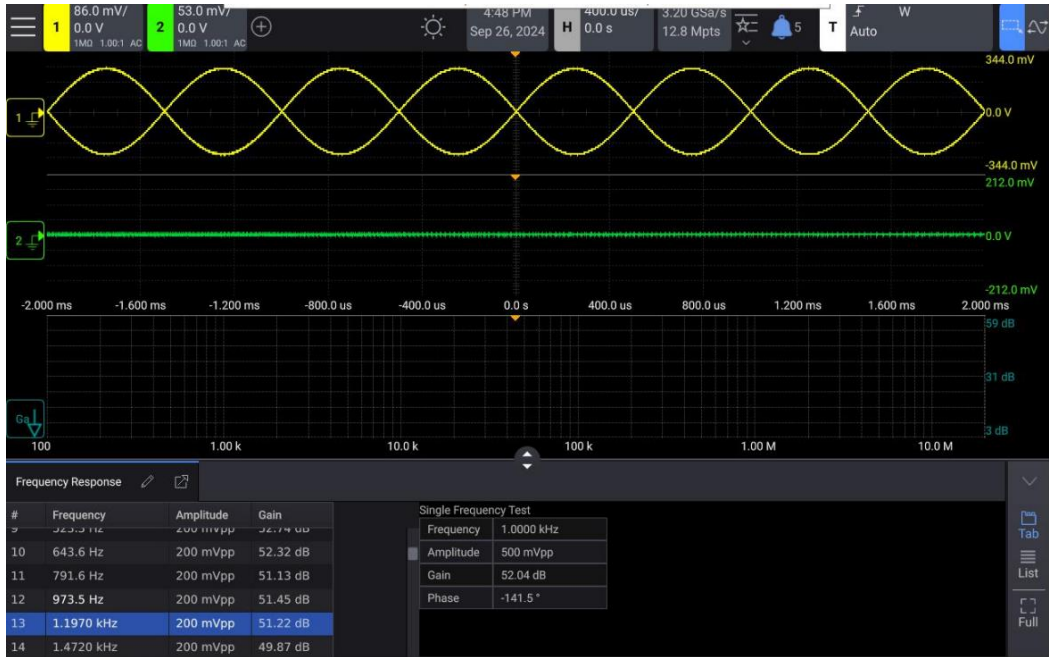 86.0 mV/ 53.0 mV/ 4:48 PM 400.0 us/ 3.20 GSa/s W
1 0.0 V 2 0.0 V Sep 26, 2024 H 0.0 s 12.8 Mpts 5 T Auto
1MΩ 1.00:1 AC 1MΩ 1.00:1 AC
344.0 mV
1 0.0 V
-344.0 mV
212.0 mV
2 0.0 V
-212.0 mV
-2.000 ms -1.600 ms -1.200 ms -800.0 us -400.0 us 0.0 s 400.0 us 800.0 us 1.200 ms 1.600 ms 2.000 ms
59 dB
31 dB
Ga
3 dB
100 1.00 k 10.0 k 100 k 1.00 M 10.0 M
Frequency Response
# Frequency Amplitude Gain Single Frequency Test
9 523.3 Hz 200 mVpp 52.74 dB Frequency 1.0000 kHz Tab
10 643.6 Hz 200 mVpp 52.32 dB Amplitude 500 mVpp
11 791.6 Hz 200 mVpp 51.13 dB Gain 52.04 dB List
12 973.5 Hz 200 mVpp 51.45 dB Phase -141.5 °
13 1.1970 kHz 200 mVpp 51.22 dB Full
14 1.4720 kHz 200 mVpp 49.87 dB